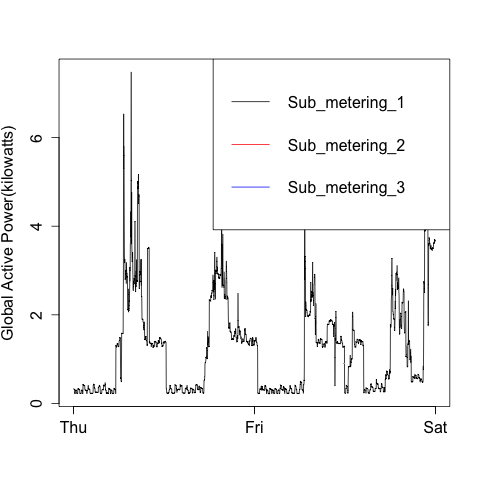 Global Active Power(kilowatts)
6
4
2
0
Sub_metering_1
Sub_metering_2
Sub_metering_3
Thu Fri Sat